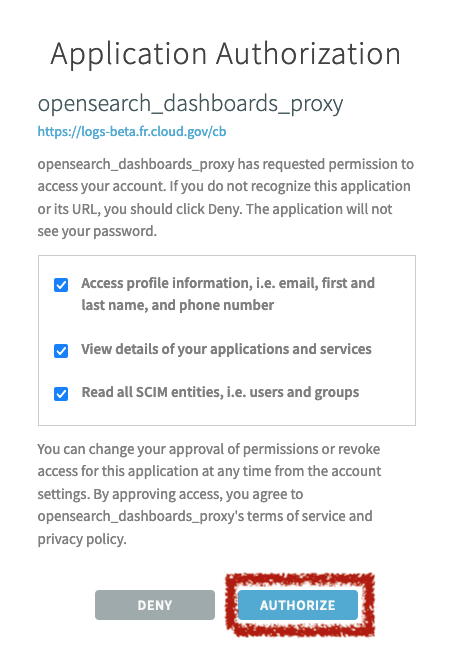 Application Authorization
opensearch_dashboards_proxy
https://logs-beta.fr.cloud.gov/cb
opensearch_dashboards_proxy has requested permission to
access your account. If you do not recognize this application
or its URL, you should click Deny. The application will not
see your password.
Access profile information, i.e. email, first and
last name, and phone number
View details of your applications and services
Read all SCIM entities, i.e. users and groups
You can change your approval of permissions or revoke
access for this application at any time from the account
settings. By approving access, you agree to
opensearch_dashboards_proxy's terms of service and
privacy policy.
DENY AUTHORIZE